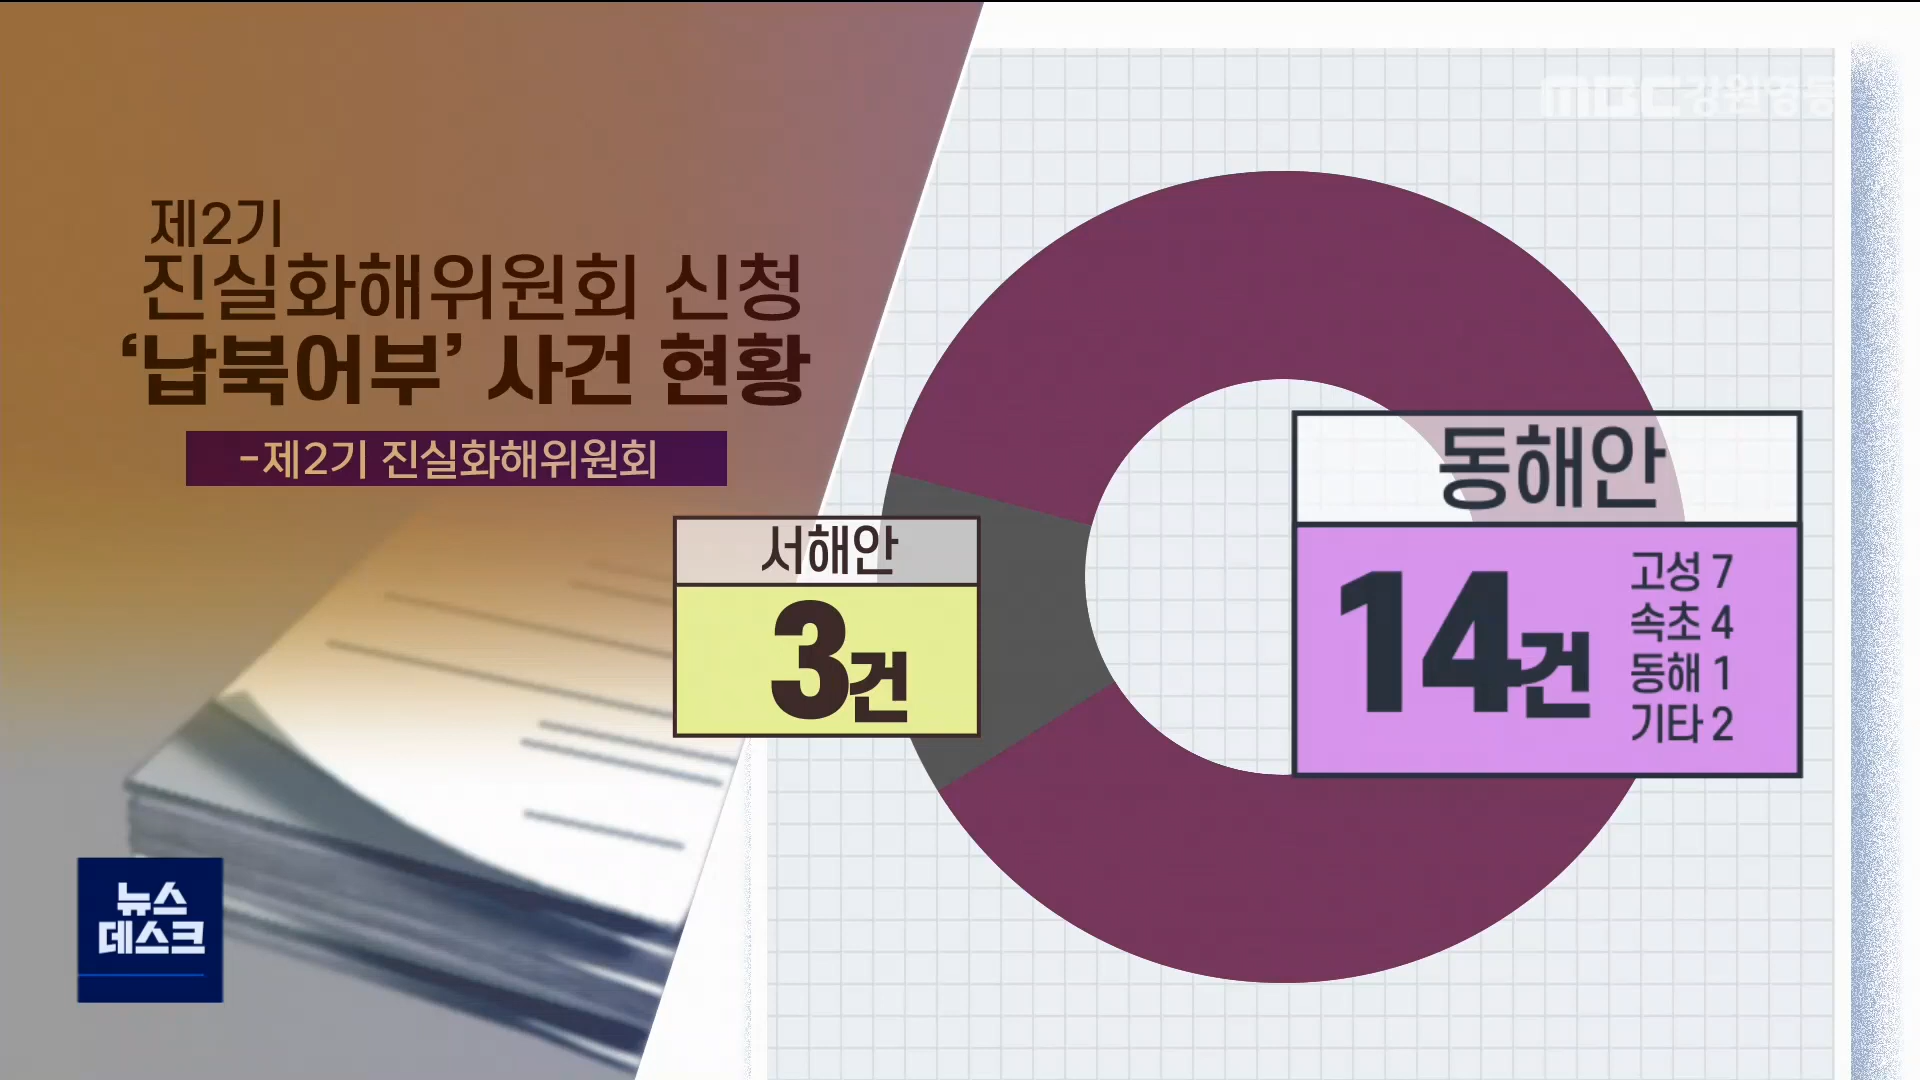 MBC강원영동
제2기
진실화해위원회 신청
‘납북어부’ 사건 현황
-제2기 진실화해위원회
서해안
3건
동해안
14건
고성 7
속초 4
동해 1
기타 2
뉴스
데스크